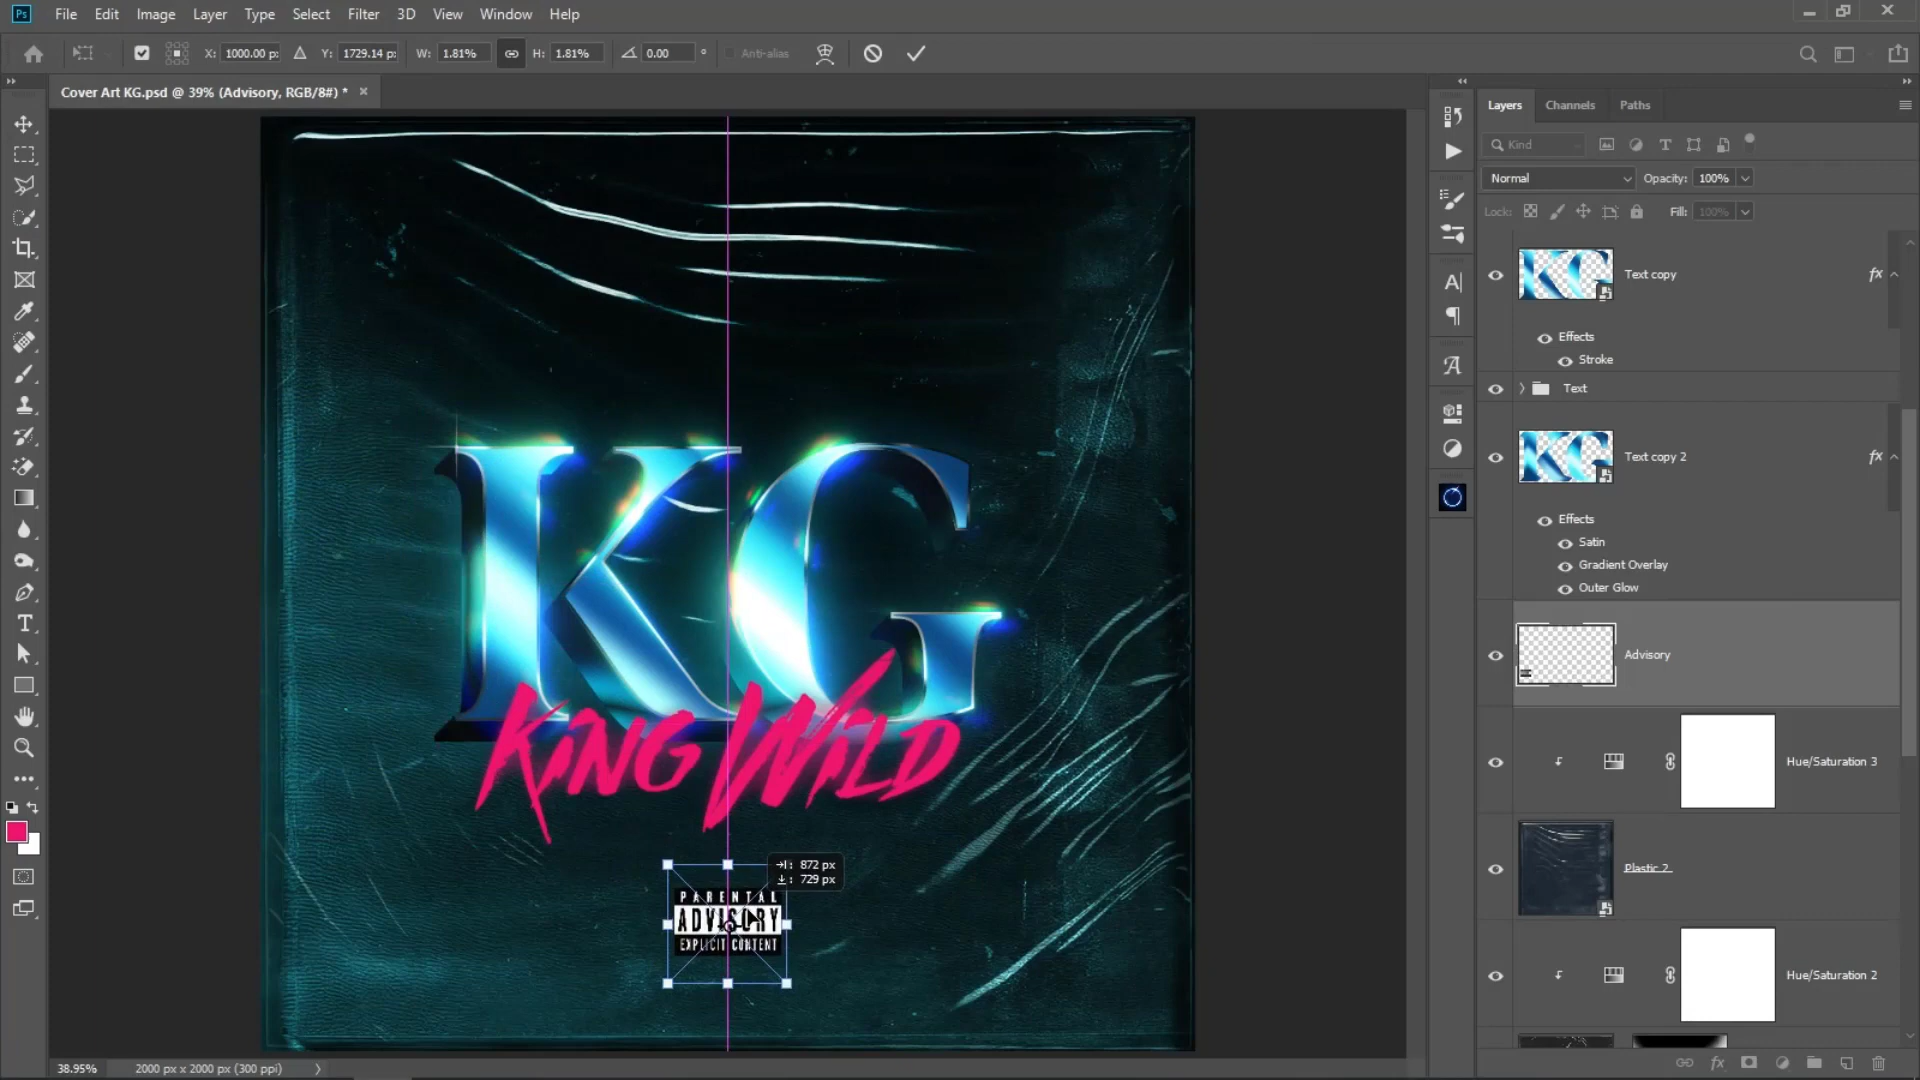 Ps File Edit Image Layer Type Select Filter 3D View Window Help
X: 1000.00 p: Y: 1729.14 p: W: 1.81% H: 1.81% 0.00 ° Anti-alias
Cover Art KG.psd @ 39% (Advisory, RGB/8#) * ×
KG
KING WILD
872 px
729 px
PARENTAL
ADVISORY
EXPLICIT CONTENT
38.95% 2000 px x 2000 px (300 ppi)
Layers Channels Paths
Kind
Normal Opacity: 100%
Lock: Fill: 100%
Text copy fx
Effects
Stroke
Text
Text copy 2 fx
Effects
Satin
Gradient Overlay
Outer Glow
Advisory
Hue/Saturation 3
Plastic 2
Hue/Saturation 2
fx